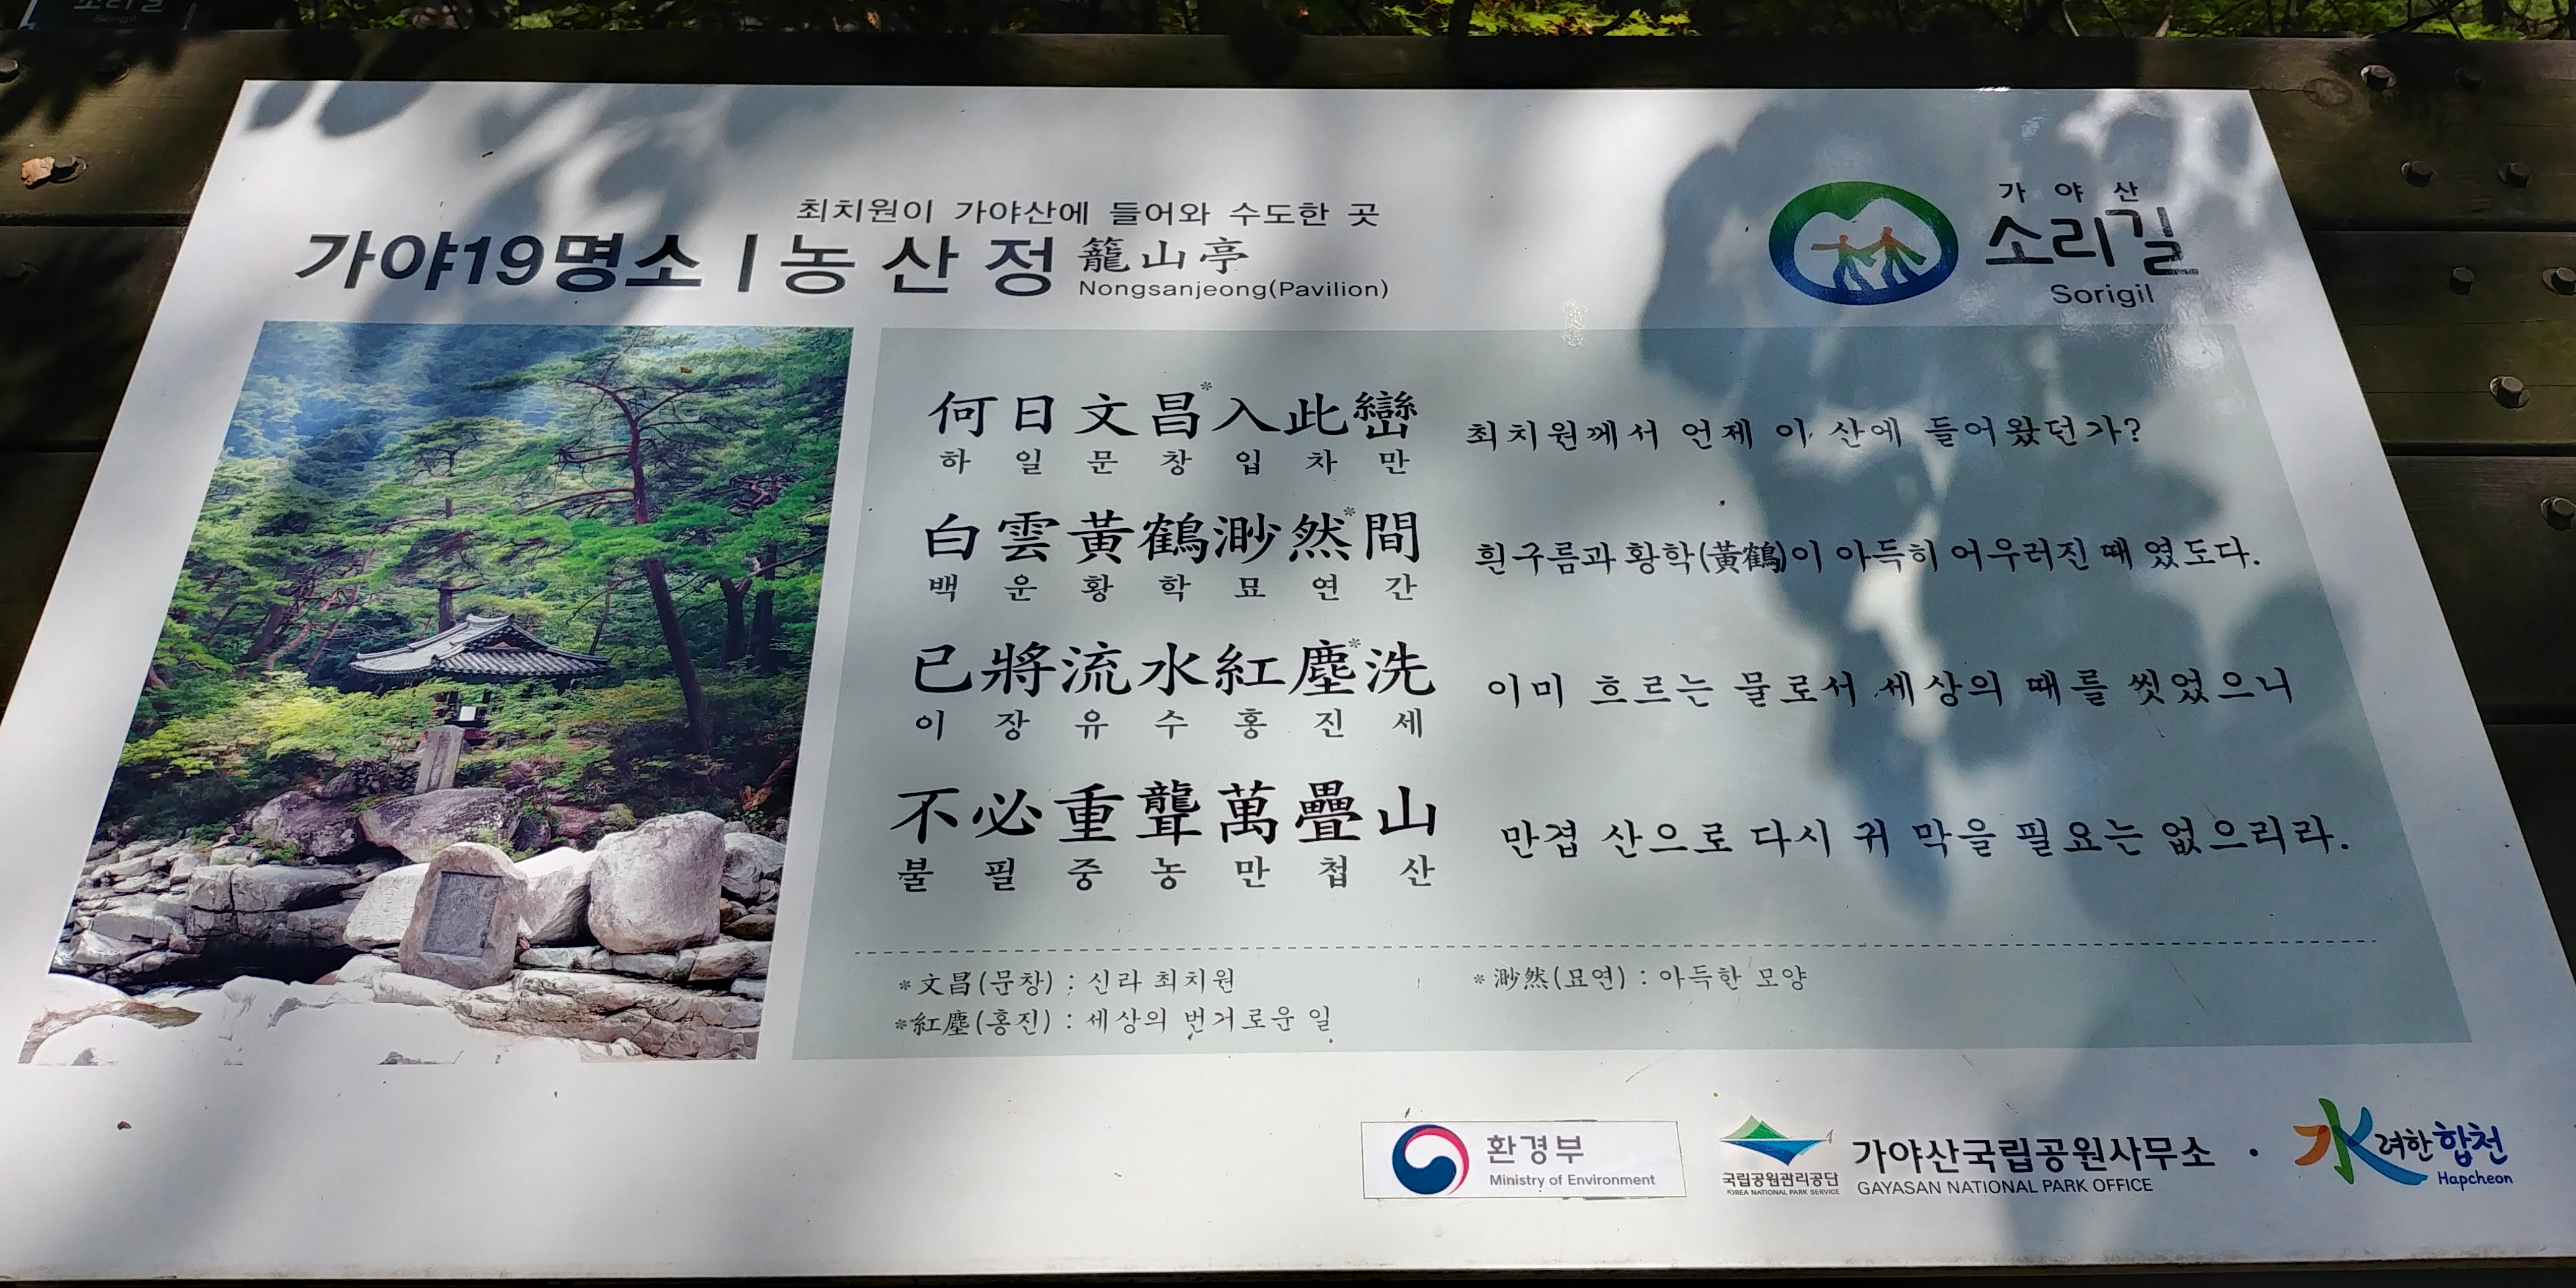 소리길
Sorigil
최치원이 가야산에 들어와 수도한 곳
가야19명소 | 농산정 籠山亭
Nongsanjeong(Pavilion)
가야산
소리길
Sorigil
何日文昌*入此巒
하일문창입차만
최치원께서 언제 이 산에 들어왔던가?
白雲黃鶴渺然*間
백운황학묘연간
흰구름과 황학(黃鶴)이 아득히 어우러진 때 였도다.
已將流水紅塵*洗
이장유수홍진세
이미 흐르는 물로서 세상의 때를 씻었으니
不必重聾萬疊山
불필중농만첩산
만겹 산으로 다시 귀 막을 필요는 없으리라.
*文昌(문창) : 신라 최치원
*渺然(묘연) : 아득한 모양
*紅塵(홍진) : 세상의 번거로운 일
환경부
Ministry of Environment
국립공원관리공단
KOREA NATIONAL PARK SERVICE
가야산국립공원사무소
GAYASAN NATIONAL PARK OFFICE
·
水려한 합천
Hapcheon